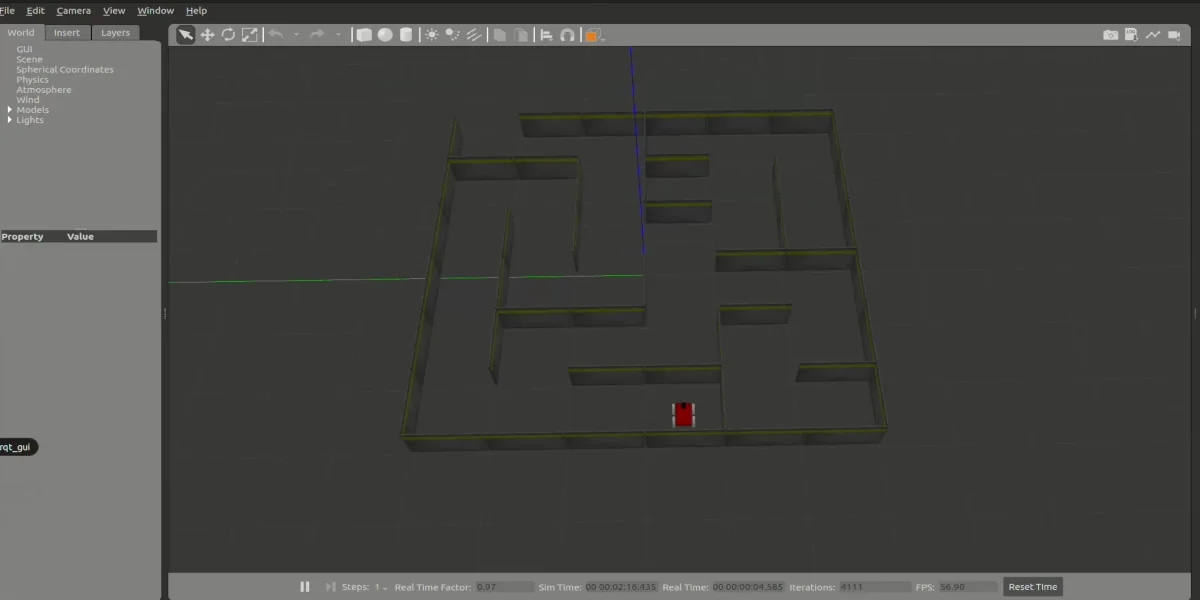 File Edit Camera View Window Help
World Insert Layers
GUI
Scene
Spherical Coordinates
Physics
Atmosphere
Wind
Models
Lights
Property Value
rqt_gui
Steps: 1 Real Time Factor: 0.97 Sim Time: 00 00:02:16.435 Real Time: 00 00:00:04.585 Iterations: 4111 FPS: 56.90 Reset Time